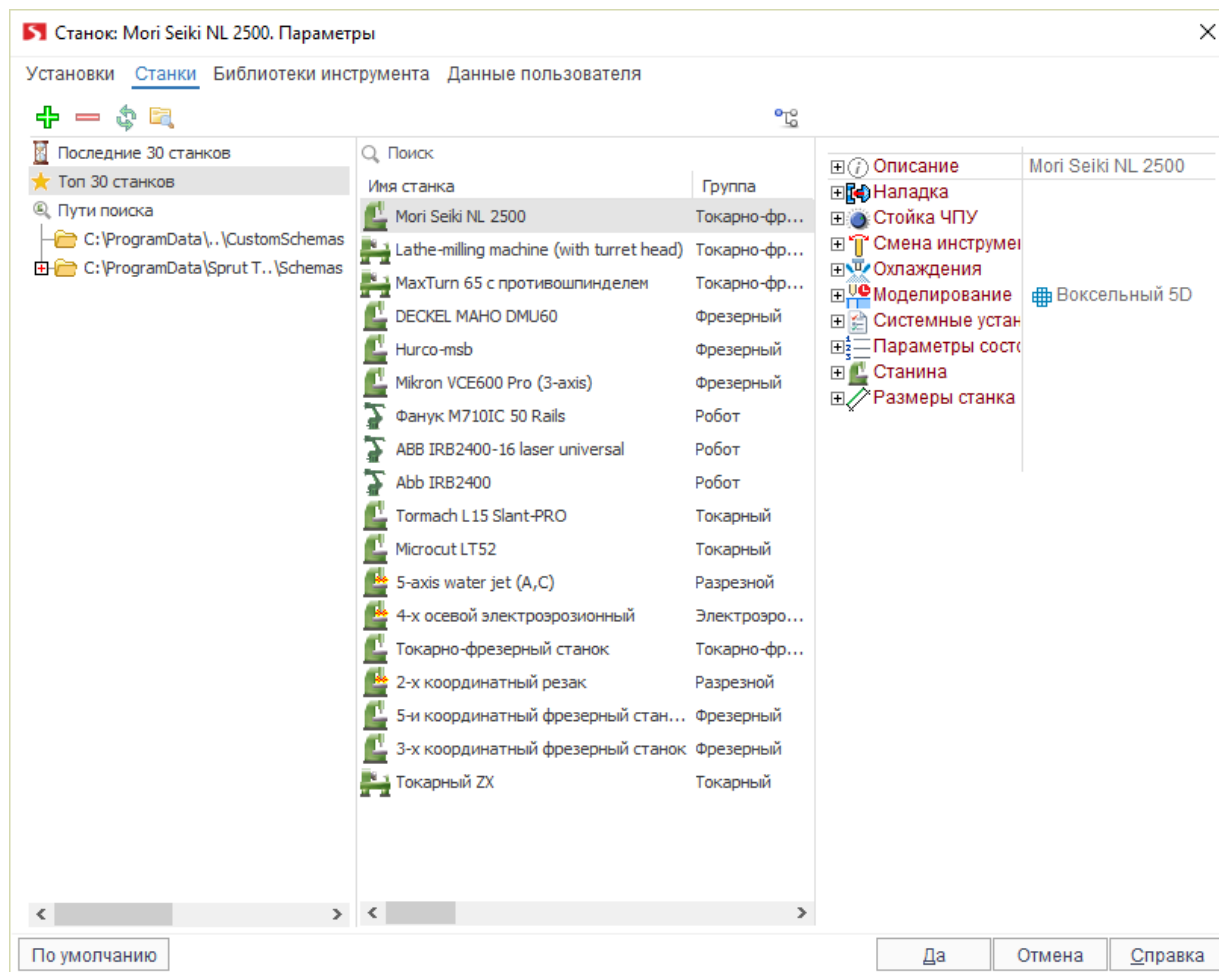 Станок: Mori Seiki NL 2500. Параметры
Установки Станки Библиотеки инструмента Данные пользователя
Последние 30 станков
Топ 30 станков
Пути поиска
C:\ProgramData\..\CustomSchemas
C:\ProgramData\Sprut T..\Schemas
Поиск
Имя станка Группа
Mori Seiki NL 2500 Токарно-фр...
Lathe-milling machine (with turret head) Токарно-фр...
MaxTurn 65 с противошпинделем Токарно-фр...
DECKEL MAHO DMU60 Фрезерный
Hurco-msb Фрезерный
Mikron VCE600 Pro (3-axis) Фрезерный
Фанук M710IC 50 Rails Робот
ABB IRB2400-16 laser universal Робот
Abb IRB2400 Робот
Tormach L15 Slant-PRO Токарный
Microcut LT52 Токарный
5-axis water jet (A,C) Разрезной
4-х осевой электроэрозионный Электроэро...
Токарно-фрезерный станок Токарно-фр...
2-х координатный резак Разрезной
5-и координатный фрезерный стан... Фрезерный
3-х координатный фрезерный станок Фрезерный
Токарный ZX Токарный
Описание Mori Seiki NL 2500
Наладка
Стойка ЧПУ
Смена инструмен
Охлаждения
Моделирование Воксельный 5D
Системные устан
Параметры состо
Станина
Размеры станка
По умолчанию Да Отмена Справка